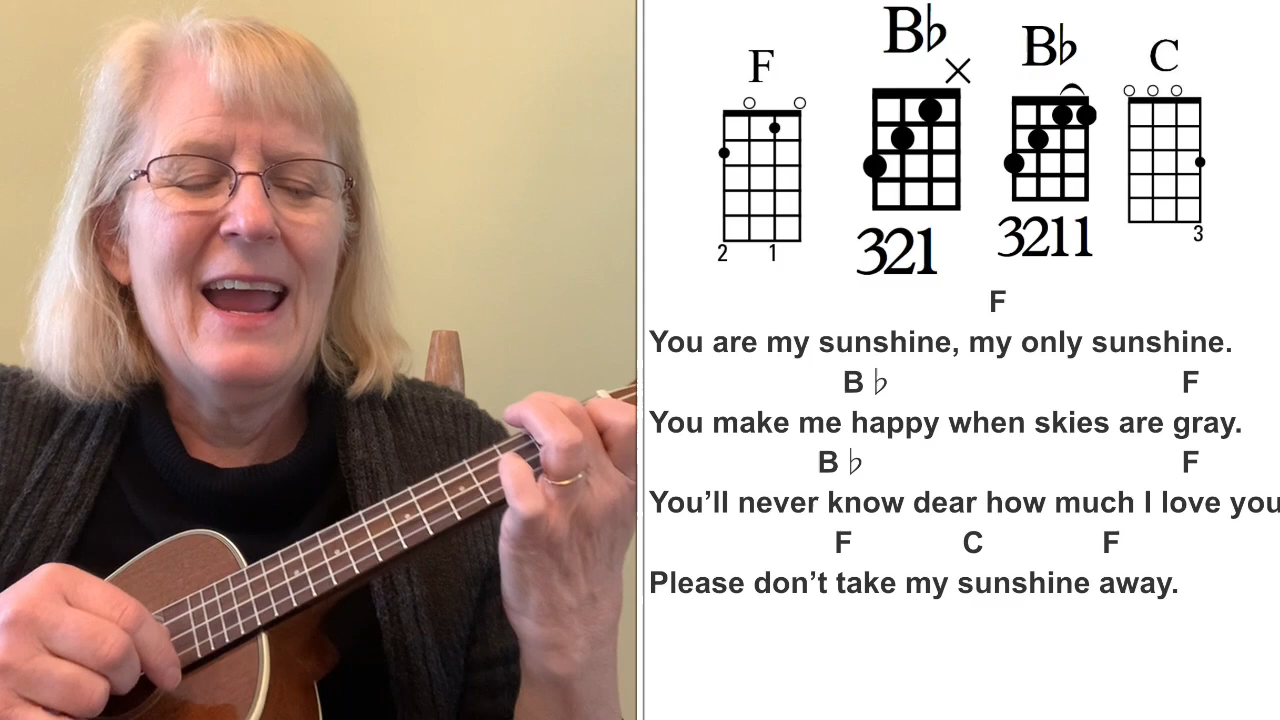 F B♭ B♭ C
×
2 1 321 3211 3
F
You are my sunshine, my only sunshine.
B♭ F
You make me happy when skies are gray.
B♭ F
You’ll never know dear how much I love you
F C F
Please don’t take my sunshine away.